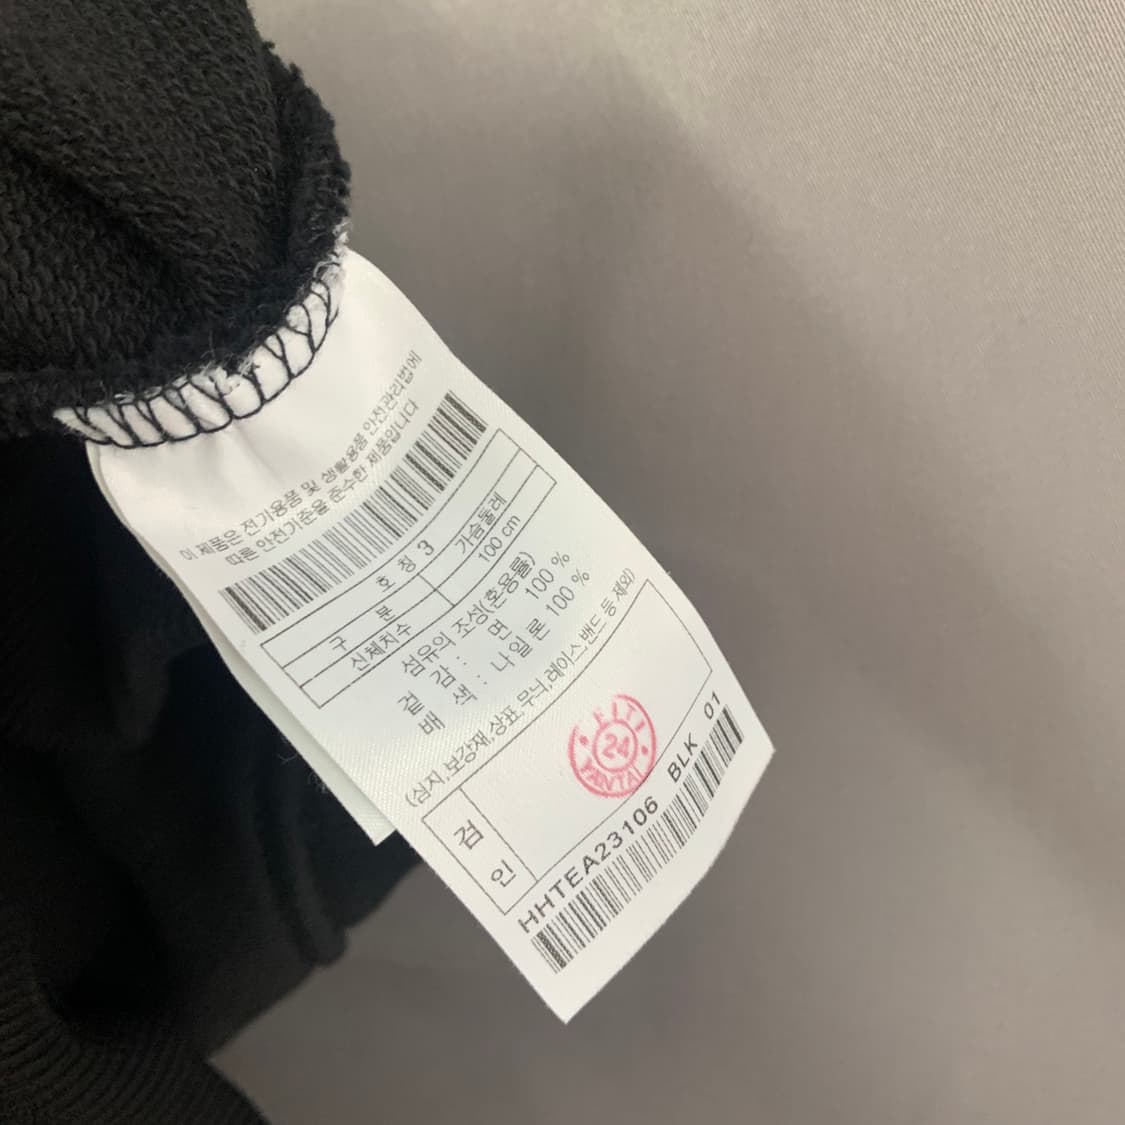 이 제품은 전기용품 및 생활용품 안전관리법에
따른 안전기준을 준수한 제품입니다
호 칭 3
구 분 가슴둘레
신체치수 100 cm
섬유의 조성(혼용률)
겉 감 : 면 100 %
배 색 : 나일론 100 %
(심지,보강재,상표,무늬,레이스,밴드 등 제외)
검 인
FITI
24
YANTAI
HHTEA23106 BLK 01